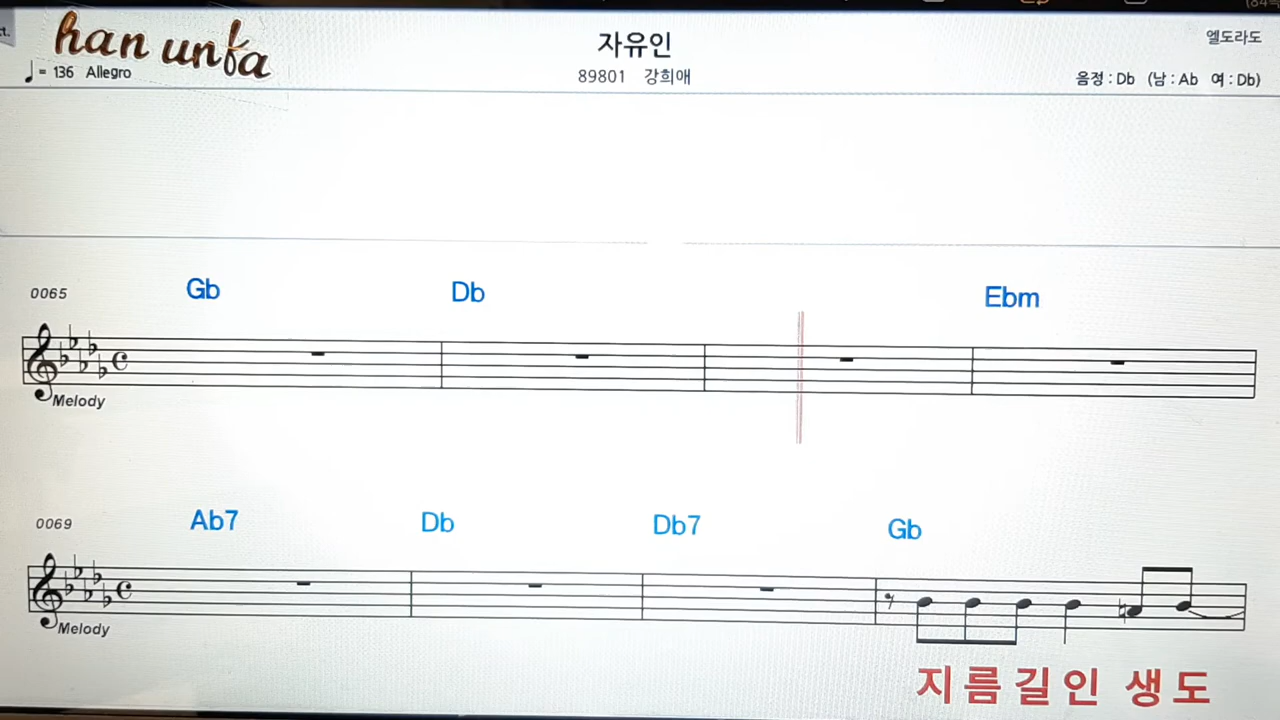 han unfa
자유인
엘도라도
♩= 136 Allegro
89801 강희애
음정 : Db (남 : Ab 여 : Db)
0065 Gb Db Ebm
Melody
0069 Ab7 Db Db7 Gb
Melody
지름길인 생도